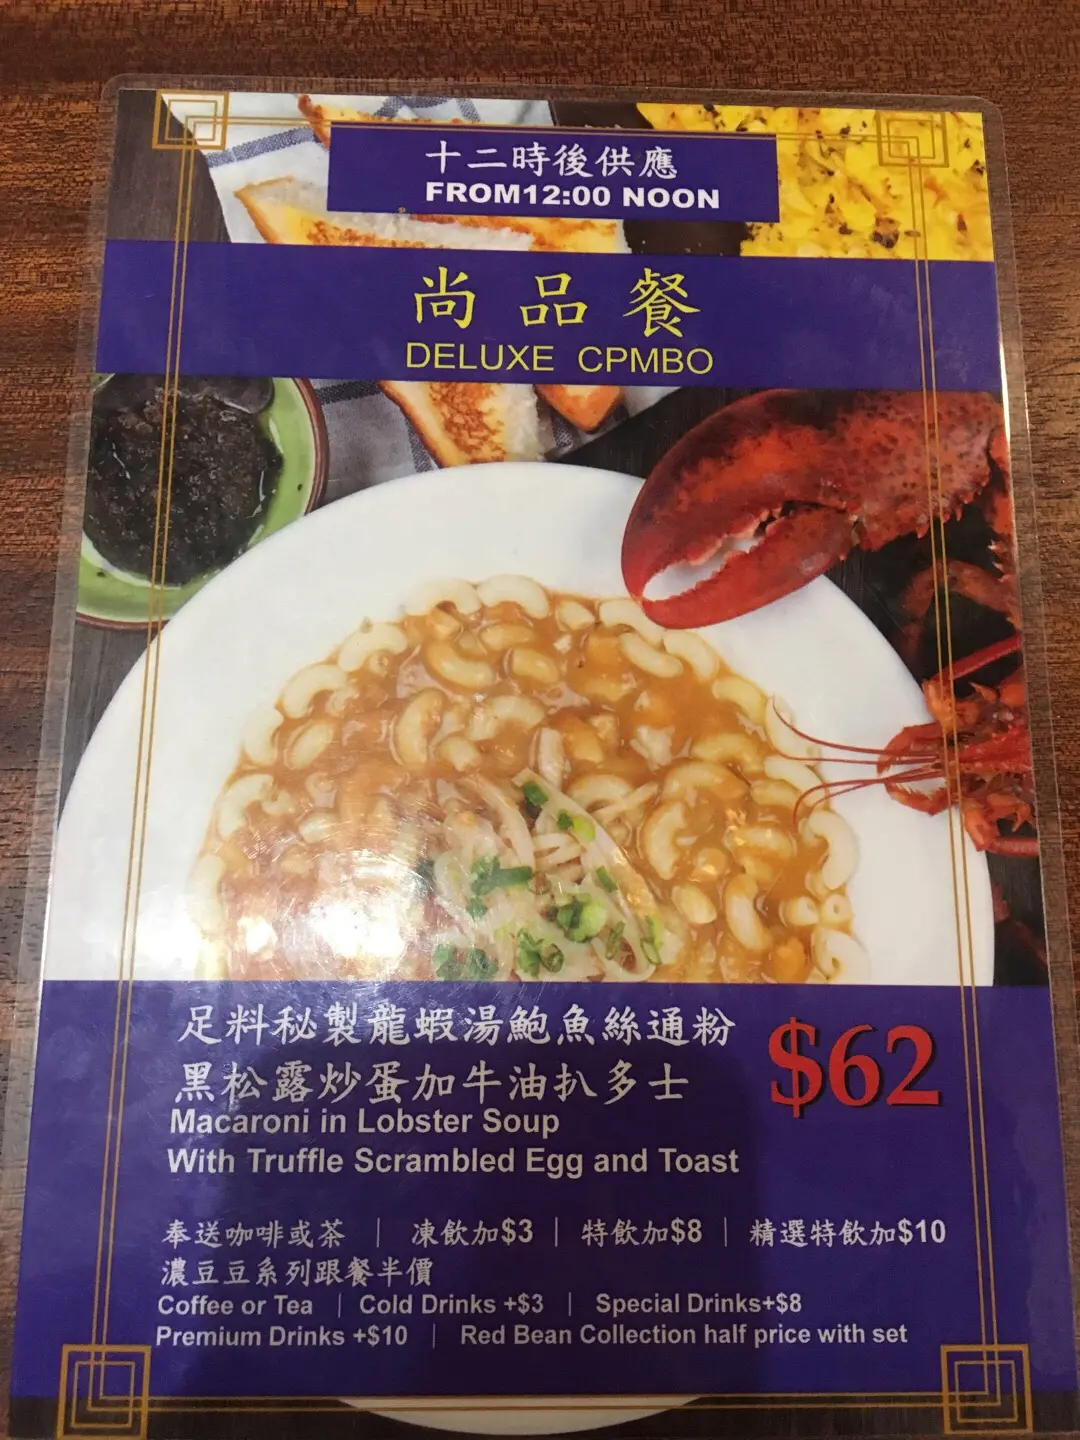 十二時後供應
FROM12:00 NOON
尚品餐
DELUXE CPMBO
足料秘製龍蝦湯鮑魚絲通粉
黑松露炒蛋加牛油扒多士
$62
Macaroni in Lobster Soup
With Truffle Scrambled Egg and Toast
奉送咖啡或茶 | 凍飲加$3 | 特飲加$8 | 精選特飲加$10
濃豆豆系列跟餐半價
Coffee or Tea | Cold Drinks +$3 | Special Drinks+$8
Premium Drinks +$10 | Red Bean Collection half price with set